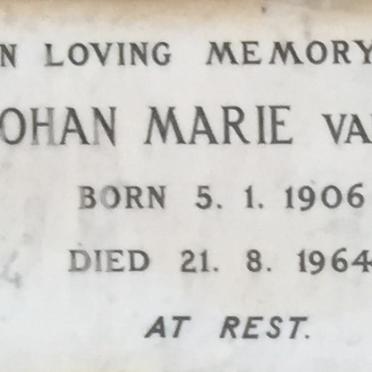 N LOVING MEMORY
OHAN MARIE VA
BORN 5. 1. 1906
DIED 21. 8. 1964
AT REST.